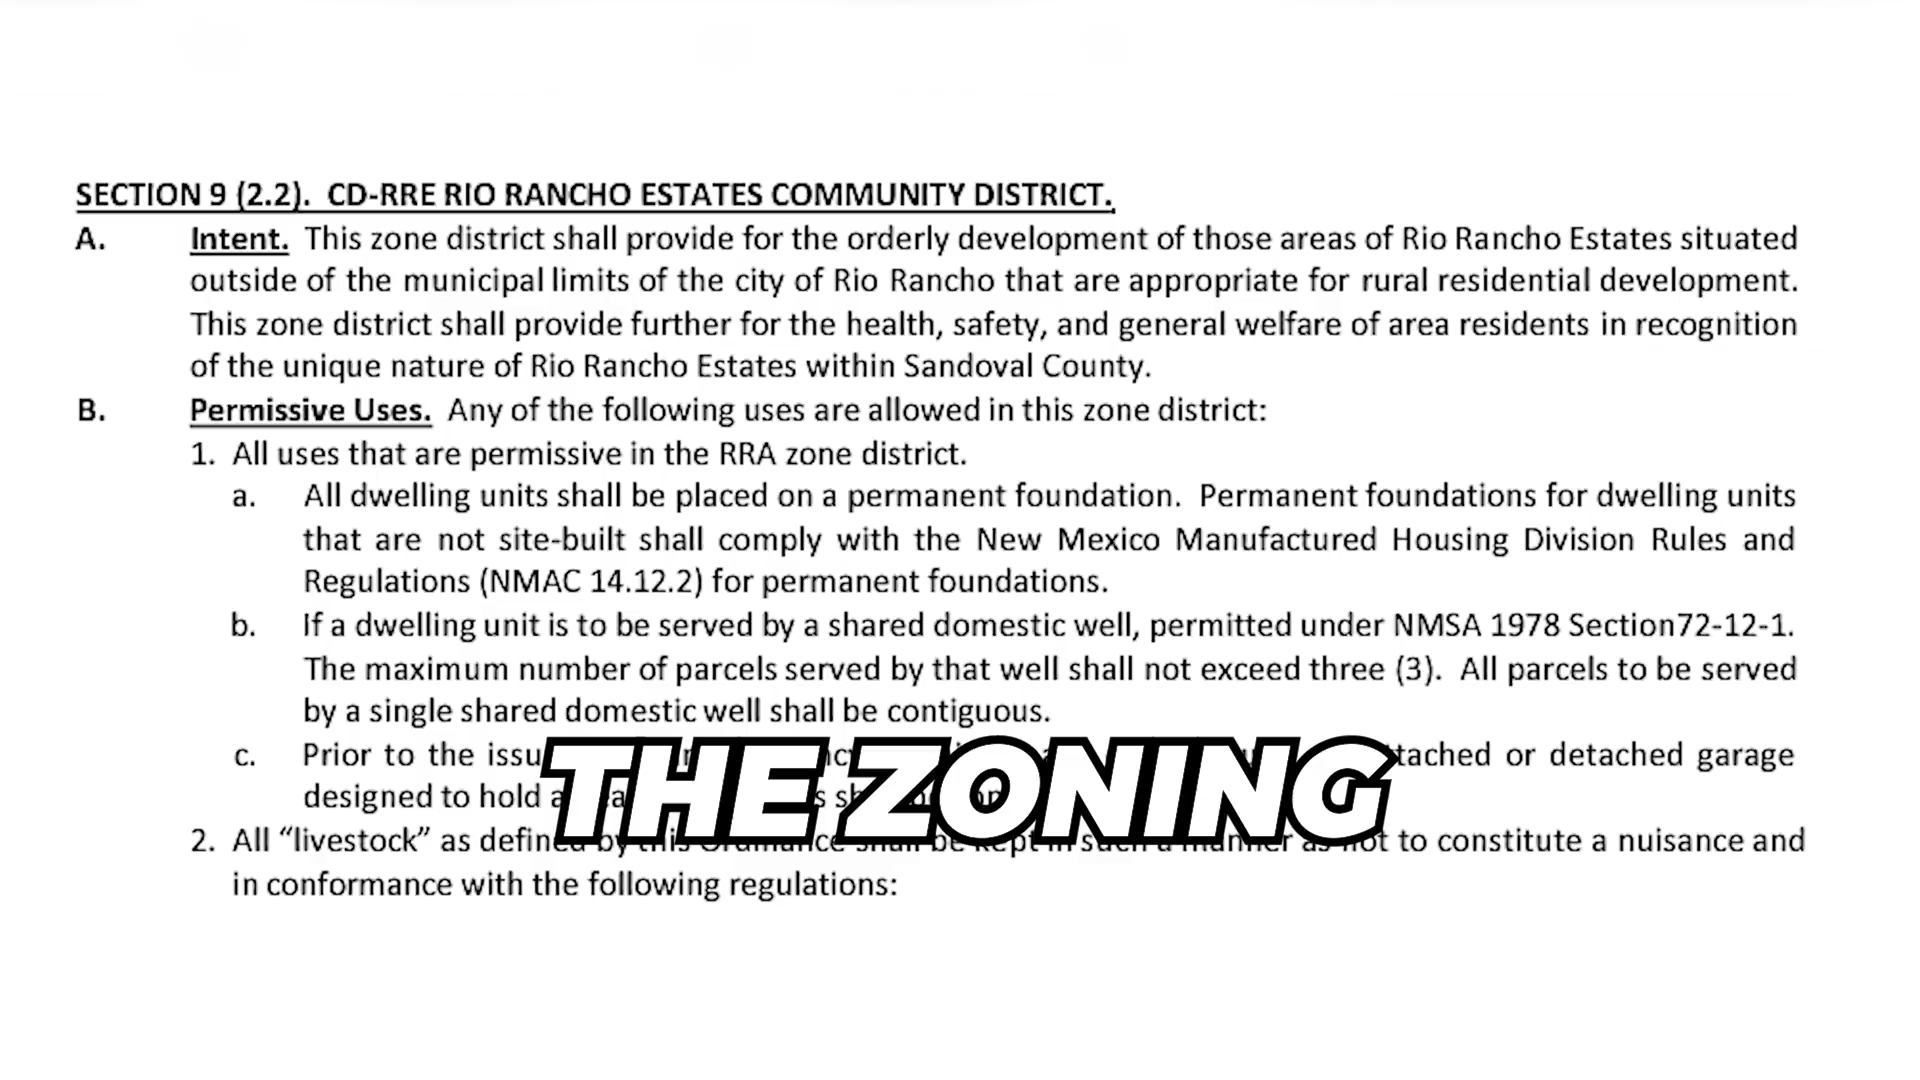 SECTION 9 (2.2). CD-RRE RIO RANCHO ESTATES COMMUNITY DISTRICT.
A. Intent. This zone district shall provide for the orderly development of those areas of Rio Rancho Estates situated
outside of the municipal limits of the city of Rio Rancho that are appropriate for rural residential development.
This zone district shall provide further for the health, safety, and general welfare of area residents in recognition
of the unique nature of Rio Rancho Estates within Sandoval County.
B. Permissive Uses. Any of the following uses are allowed in this zone district:
1. All uses that are permissive in the RRA zone district.
a. All dwelling units shall be placed on a permanent foundation. Permanent foundations for dwelling units
that are not site-built shall comply with the New Mexico Manufactured Housing Division Rules and
Regulations (NMAC 14.12.2) for permanent foundations.
b. If a dwelling unit is to be served by a shared domestic well, permitted under NMSA 1978 Section72-12-1.
The maximum number of parcels served by that well shall not exceed three (3). All parcels to be served
by a single shared domestic well shall be contiguous.
c. Prior to the or detached garage
designed to hold
THE ZONING
2. All “livestock” as defined by this Ordinance shall be kept in such a manner as not to constitute a nuisance and
in conformance with the following regulations: